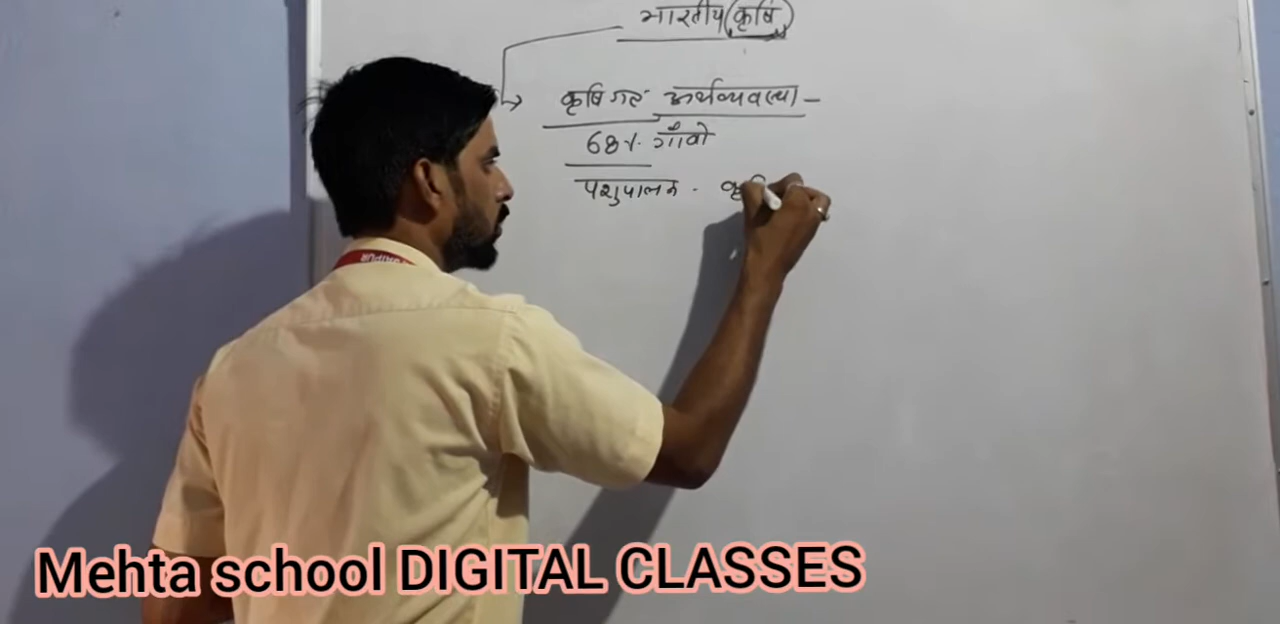 भारतीय (कृषि)
कृषि गत अर्थव्यवस्था -
68% गाँवो
पशुपालन - कृषि
Mehta school DIGITAL CLASSES